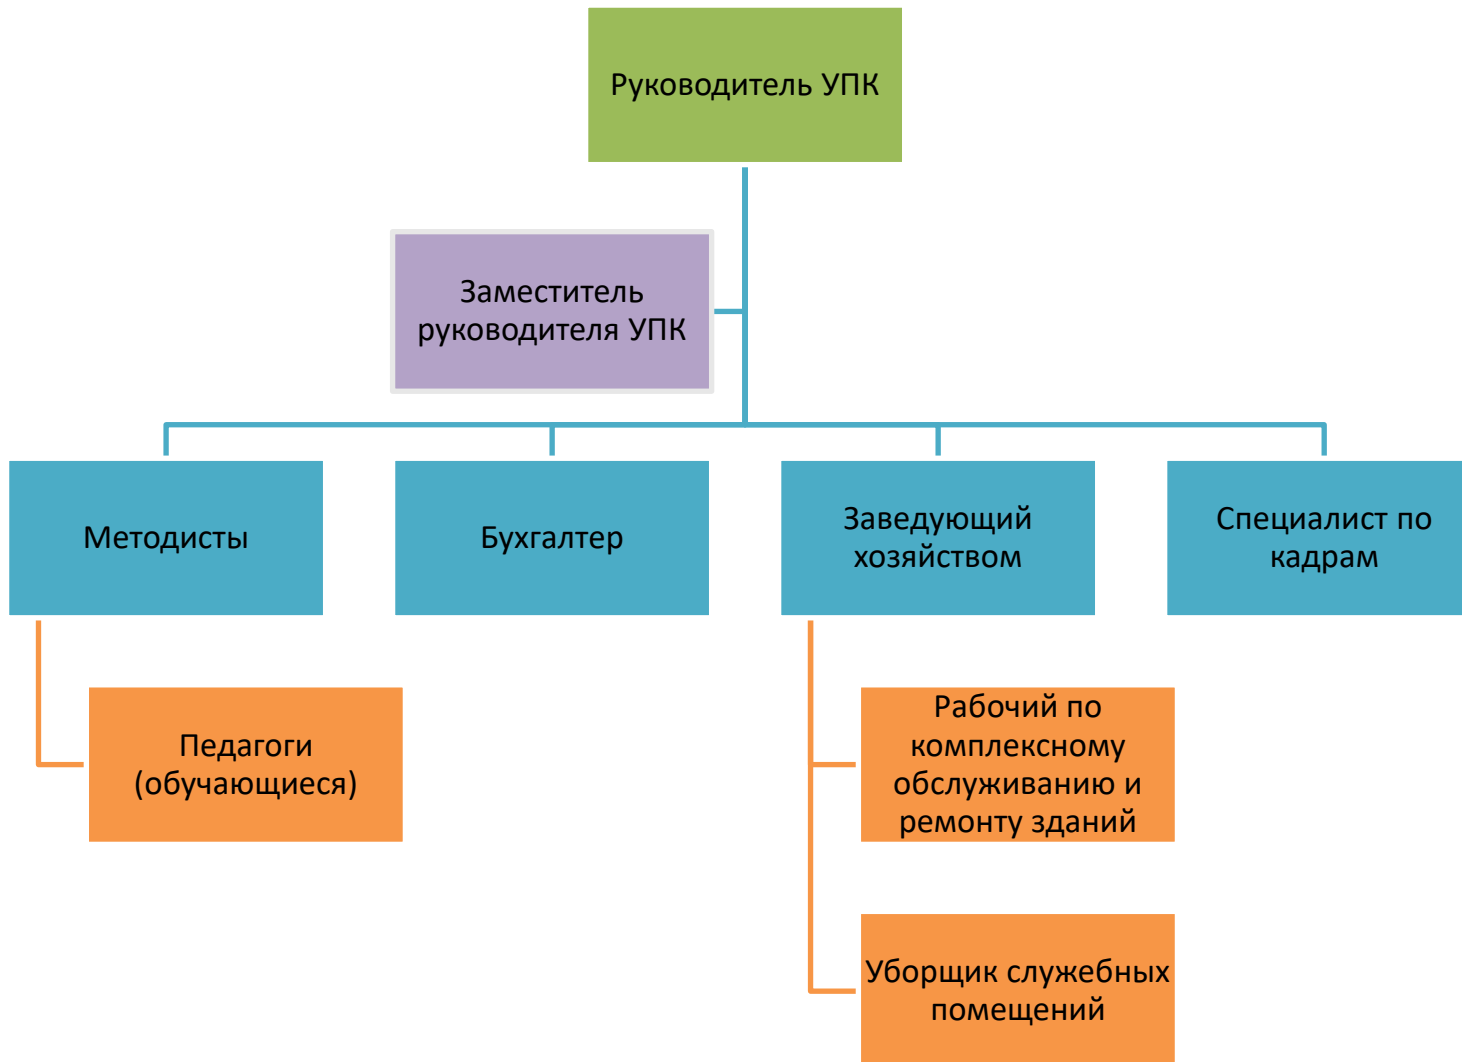 Руководитель УПК
Заместитель
руководителя УПК
Методисты
Бухгалтер
Заведующий
хозяйством
Специалист по
кадрам
Педагоги
(обучающиеся)
Рабочий по
комплексному
обслуживанию и
ремонту зданий
Уборщик служебных
помещений